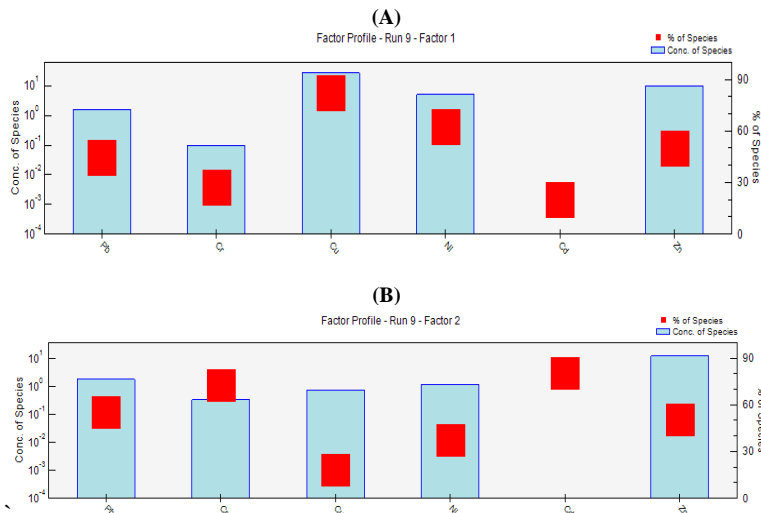 (A)
Factor Profile - Run 9 - Factor 1
% of Species
Conc. of Species
Conc. of Species
10^1
10^0
10^-1
10^-2
10^-3
10^-4
90
60
30
0
% of Species
Pb
Cr
Cu
Ni
Cd
Zn
(B)
Factor Profile - Run 9 - Factor 2
% of Species
Conc. of Species
Conc. of Species
10^1
10^0
10^-1
10^-2
10^-3
10^-4
90
60
30
0
% of Species
`